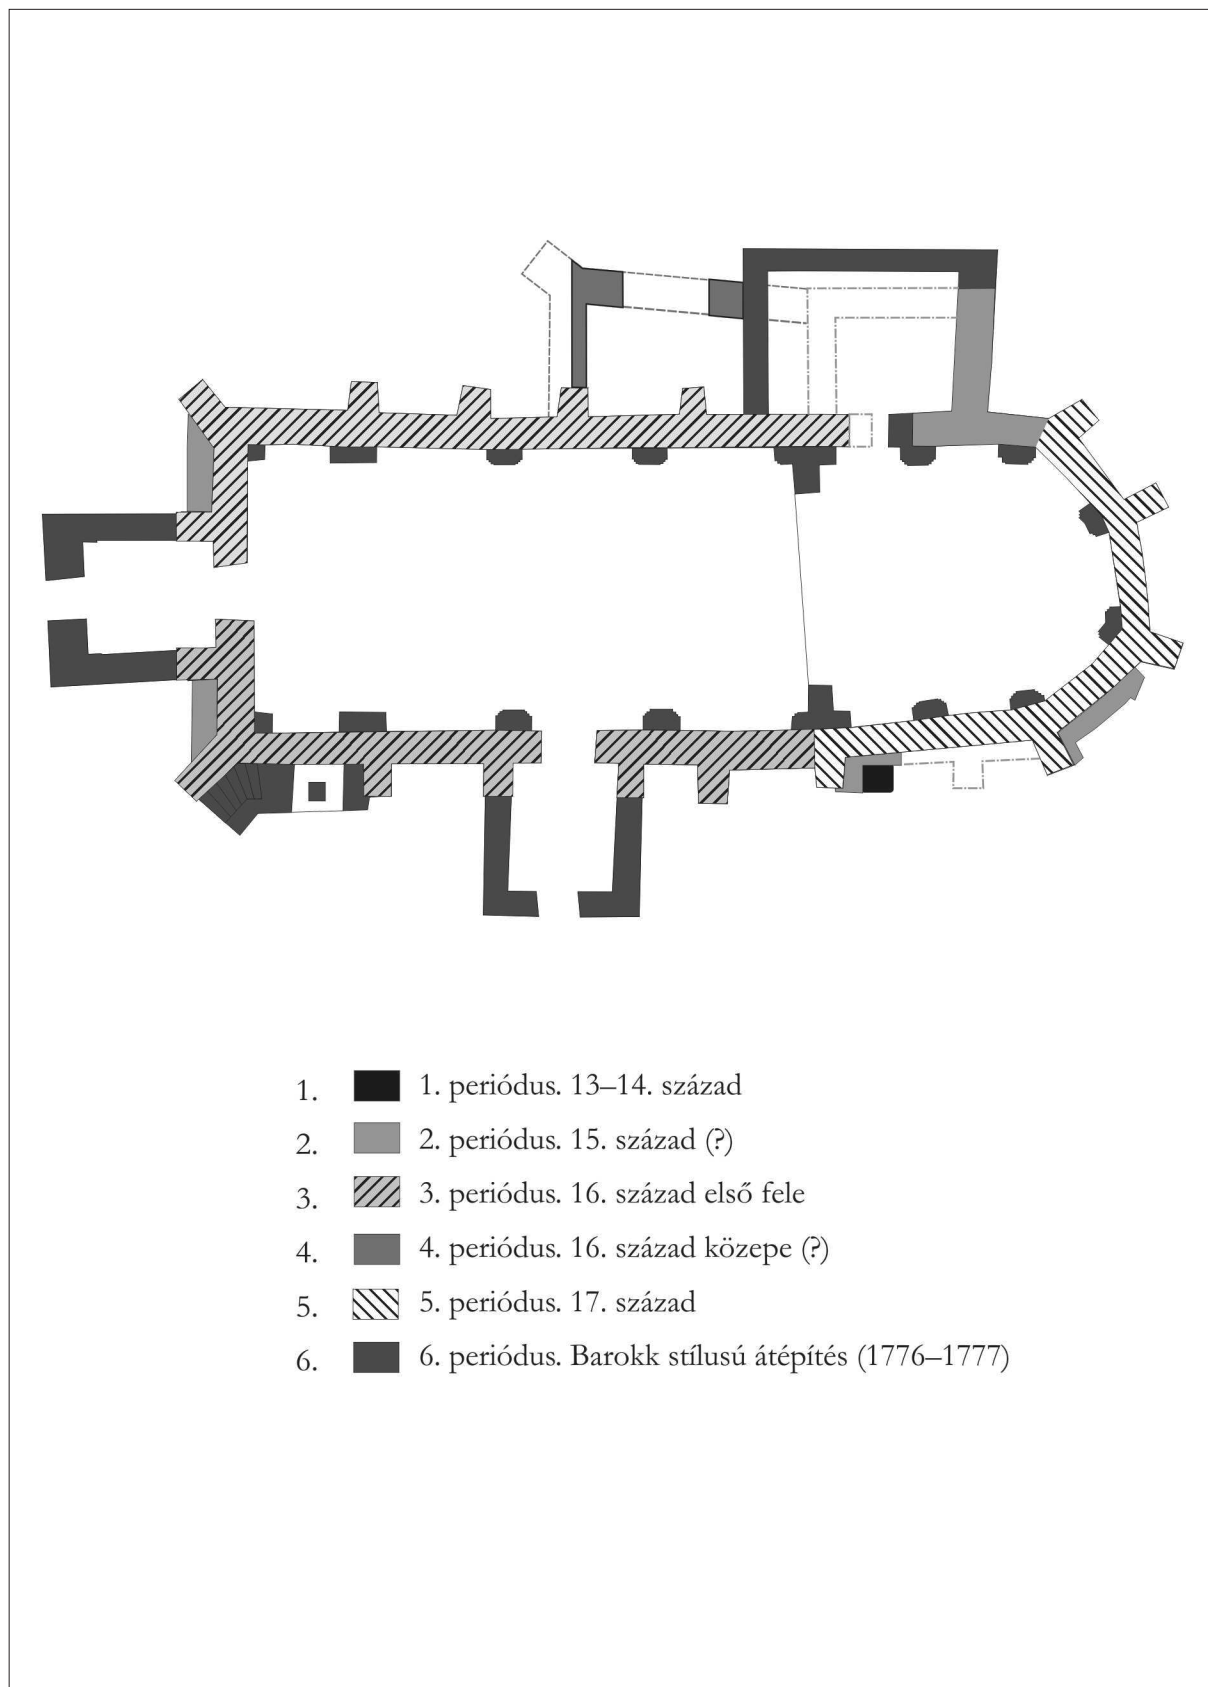 1. 1. periódus. 13–14. század
2. 2. periódus. 15. század (?)
3. 3. periódus. 16. század első fele
4. 4. periódus. 16. század közepe (?)
5. 5. periódus. 17. század
6. 6. periódus. Barokk stílusú átépítés (1776–1777)